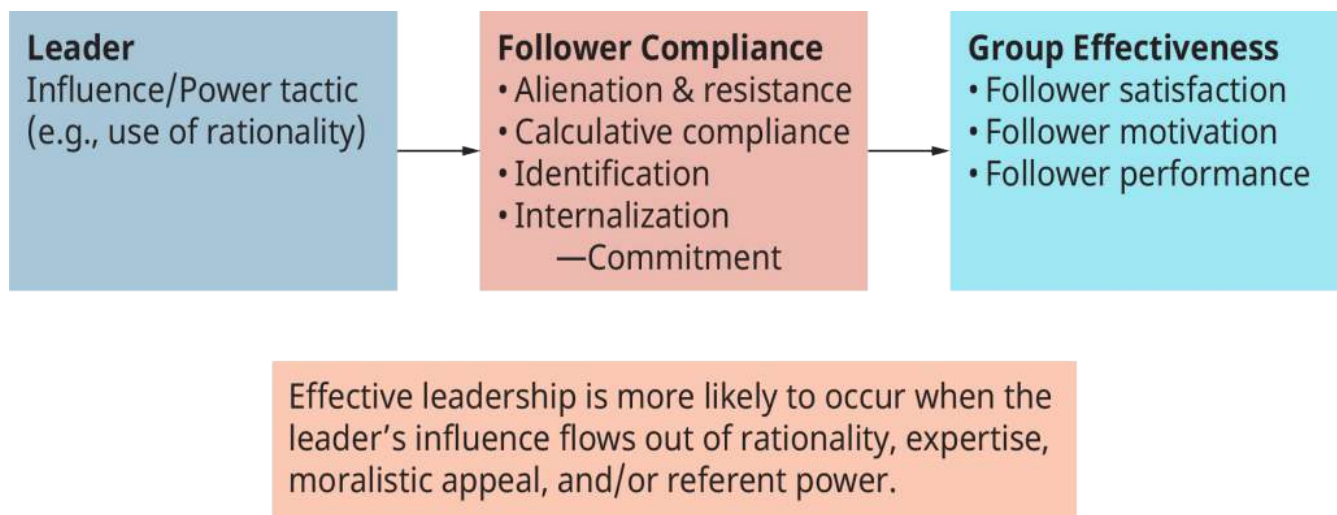 Leader
Influence/Power tactic
(e.g., use of rationality)
Follower Compliance
• Alienation & resistance
• Calculative compliance
• Identification
• Internalization
—Commitment
Group Effectiveness
• Follower satisfaction
• Follower motivation
• Follower performance
Effective leadership is more likely to occur when the
leader’s influence flows out of rationality, expertise,
moralistic appeal, and/or referent power.